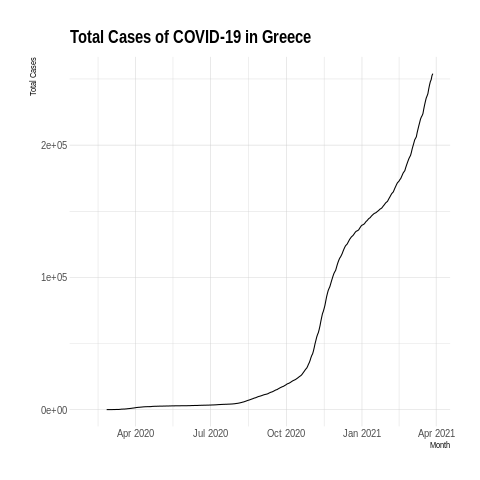 Total Cases of COVID-19 in Greece
Total Cases
2e+05
1e+05
0e+00
Apr 2020 Jul 2020 Oct 2020 Jan 2021 Apr 2021
Month